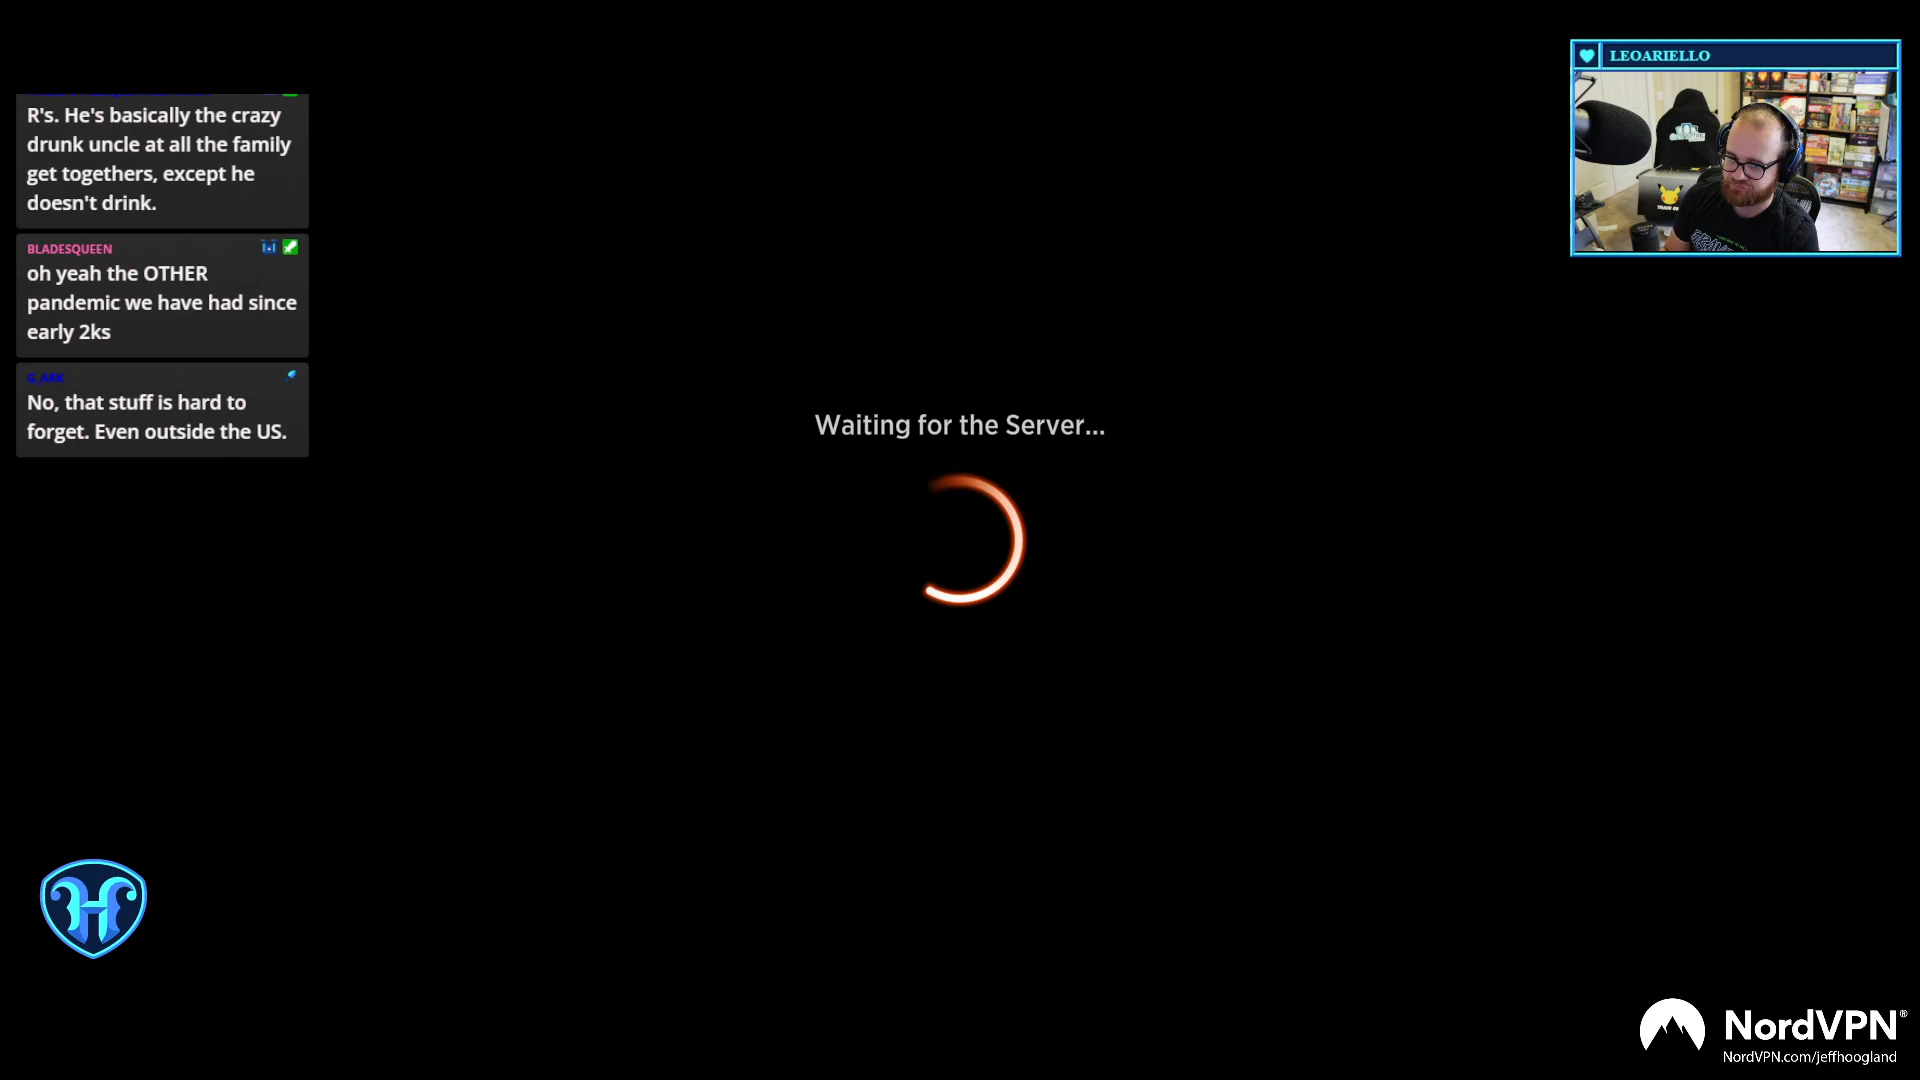 LEOARIELLO
R's. He's basically the crazy
drunk uncle at all the family
get togethers, except he
doesn't drink.
BLADESQUEEN
oh yeah the OTHER
pandemic we have had since
early 2ks
G_ARK
No, that stuff is hard to
forget. Even outside the US.
Waiting for the Server...
NordVPN®
NordVPN.com/jeffhoogland